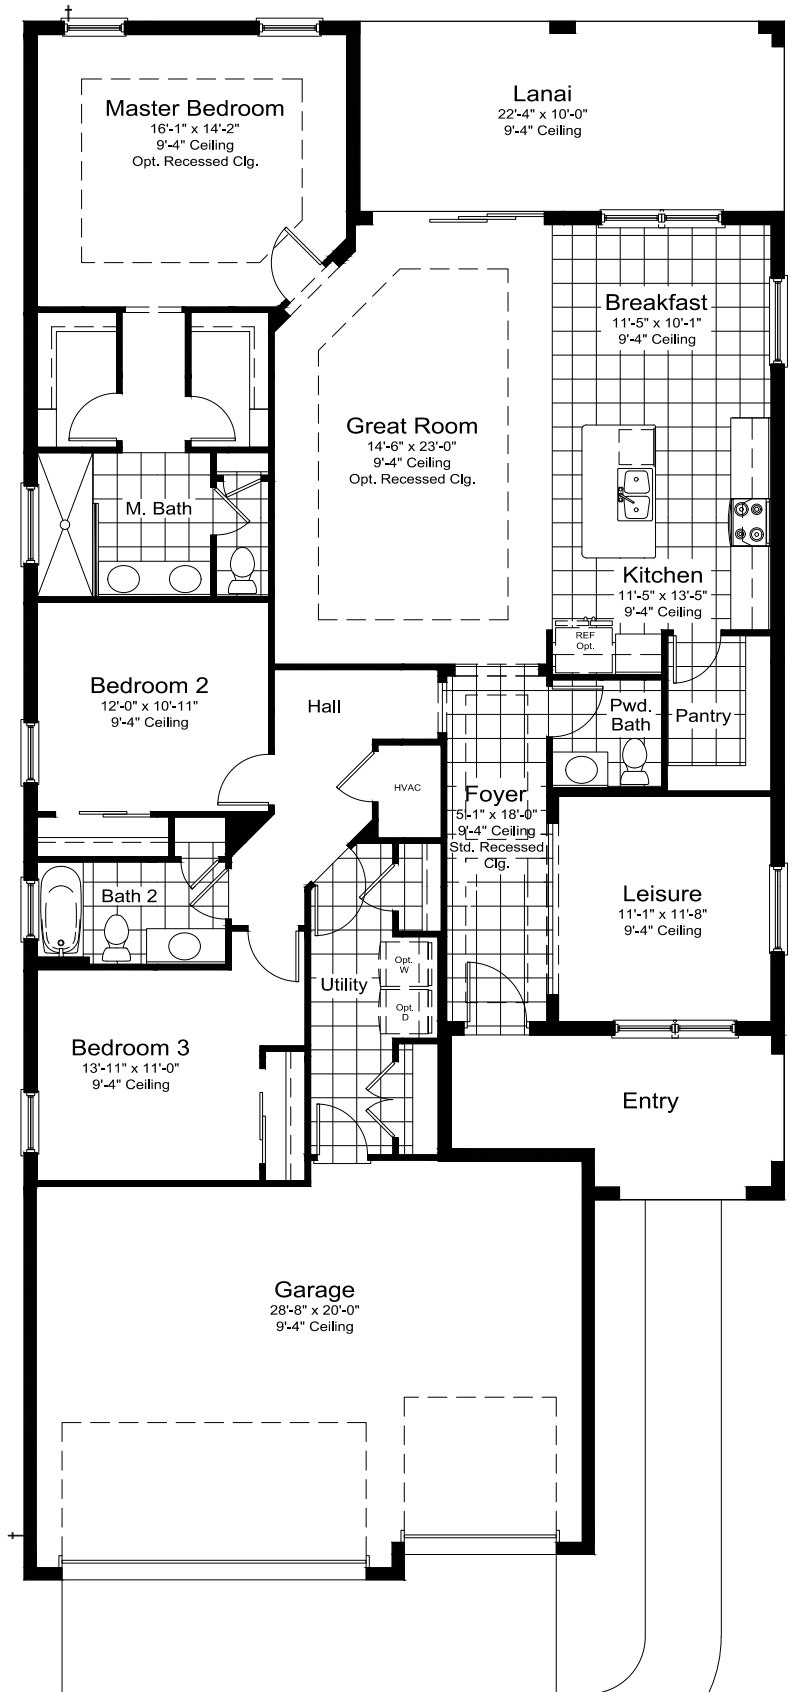 Master Bedroom
16'-1" x 14'-2"
9'-4" Ceiling
Opt. Recessed Clg.
Lanai
22'-4" x 10'-0"
9'-4" Ceiling
Breakfast
11'-5" x 10'-1"
9'-4" Ceiling
Great Room
14'-6" x 23'-0"
9'-4" Ceiling
Opt. Recessed Clg.
M. Bath
Kitchen
11'-5" x 13'-5"
9'-4" Ceiling
REF
Opt.
Bedroom 2
12'-0" x 10'-11"
9'-4" Ceiling
Hall
Pwd.
Bath
Pantry
HVAC
Foyer
5'-1" x 18'-0"
9'-4" Ceiling
Std. Recessed
Clg.
Bath 2
Leisure
11'-1" x 11'-8"
9'-4" Ceiling
Utility
Opt.
W
Opt.
D
Bedroom 3
13'-11" x 11'-0"
9'-4" Ceiling
Entry
Garage
28'-8" x 20'-0"
9'-4" Ceiling